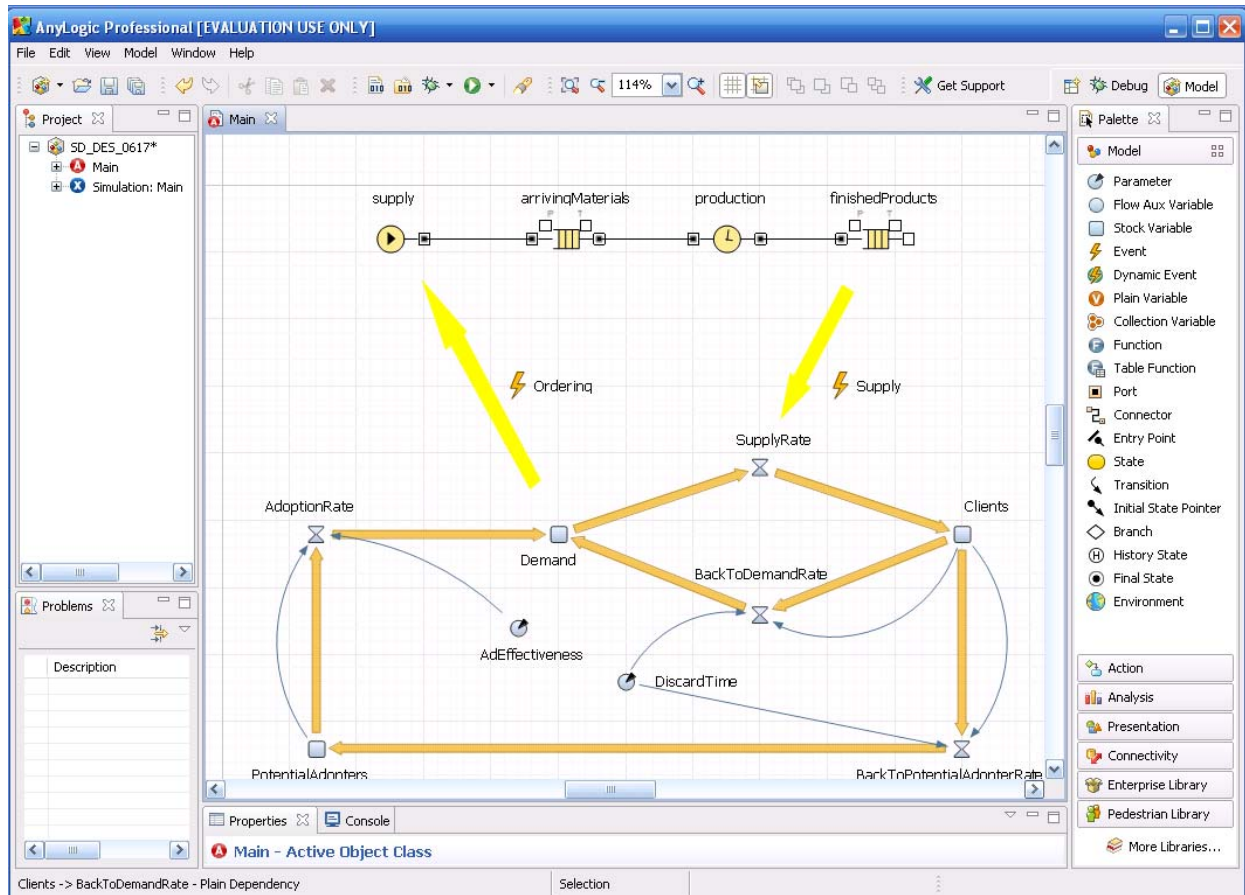 AnyLogic Professional [EVALUATION USE ONLY]
File Edit View Model Window Help
114% Get Support Debug Model
Project
SD_DES_0617*
Main
Simulation: Main
Problems
Description
Main
supply arrivingMaterials production finishedProducts
Ordering Supply
SupplyRate
AdoptionRate Clients
Demand
BackToDemandRate
AdEffectiveness
DiscardTime
PotentialAdopters BackToPotentialAdopterRate
Properties Console
Main - Active Object Class
Palette
Model
Parameter
Flow Aux Variable
Stock Variable
Event
Dynamic Event
Plain Variable
Collection Variable
Function
Table Function
Port
Connector
Entry Point
State
Transition
Initial State Pointer
Branch
History State
Final State
Environment
Action
Analysis
Presentation
Connectivity
Enterprise Library
Pedestrian Library
More Libraries...
Clients -> BackToDemandRate - Plain Dependency Selection